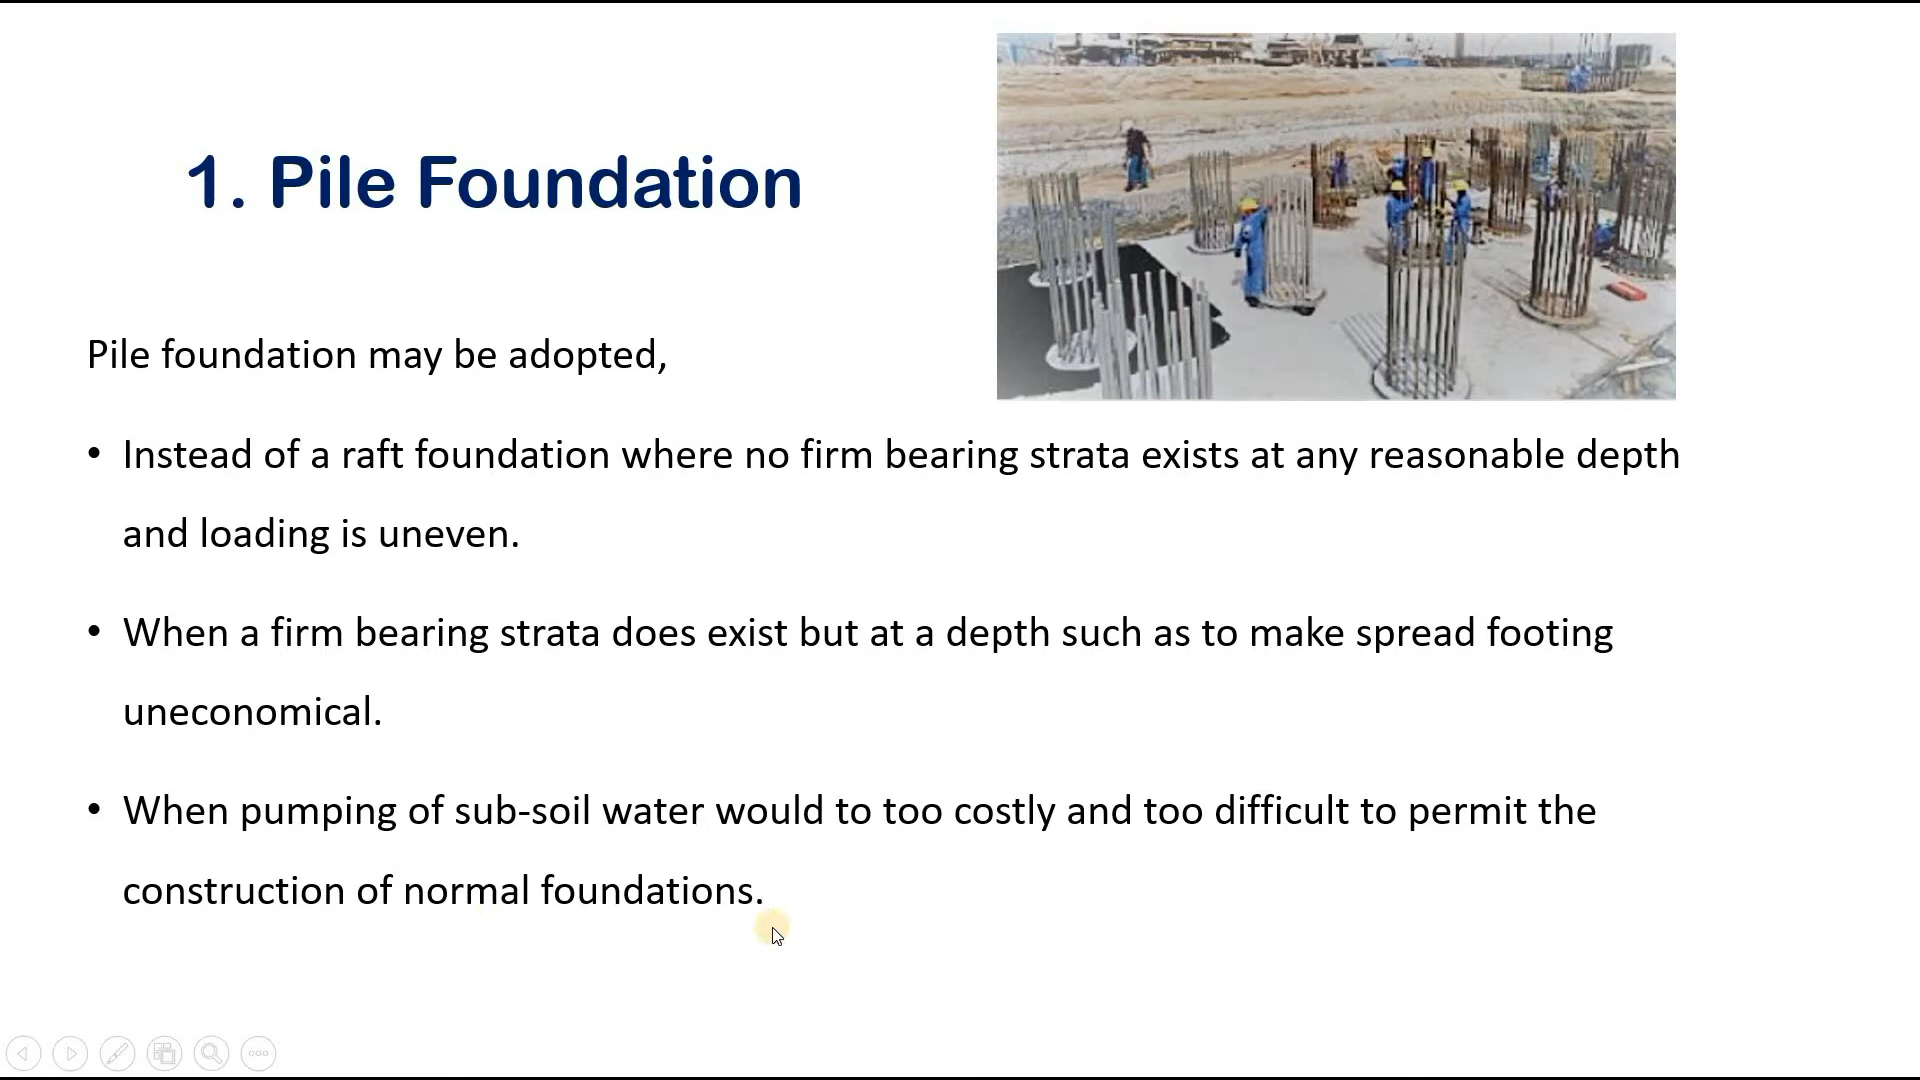 1. Pile Foundation
Pile foundation may be adopted,
• Instead of a raft foundation where no firm bearing strata exists at any reasonable depth
and loading is uneven.
• When a firm bearing strata does exist but at a depth such as to make spread footing
uneconomical.
• When pumping of sub-soil water would to too costly and too difficult to permit the
construction of normal foundations.